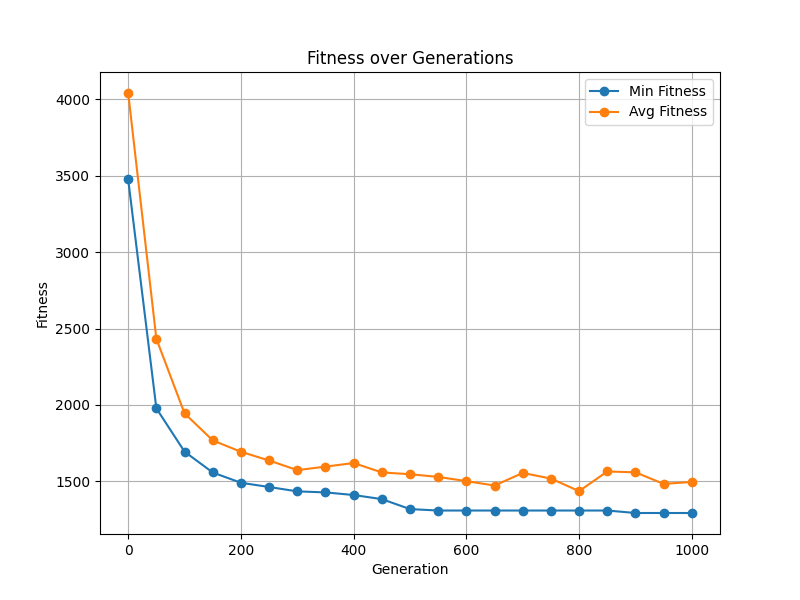 Fitness over Generations
Min Fitness
Avg Fitness
4000
3500
3000
2500
2000
1500
Fitness
0 200 400 600 800 1000
Generation